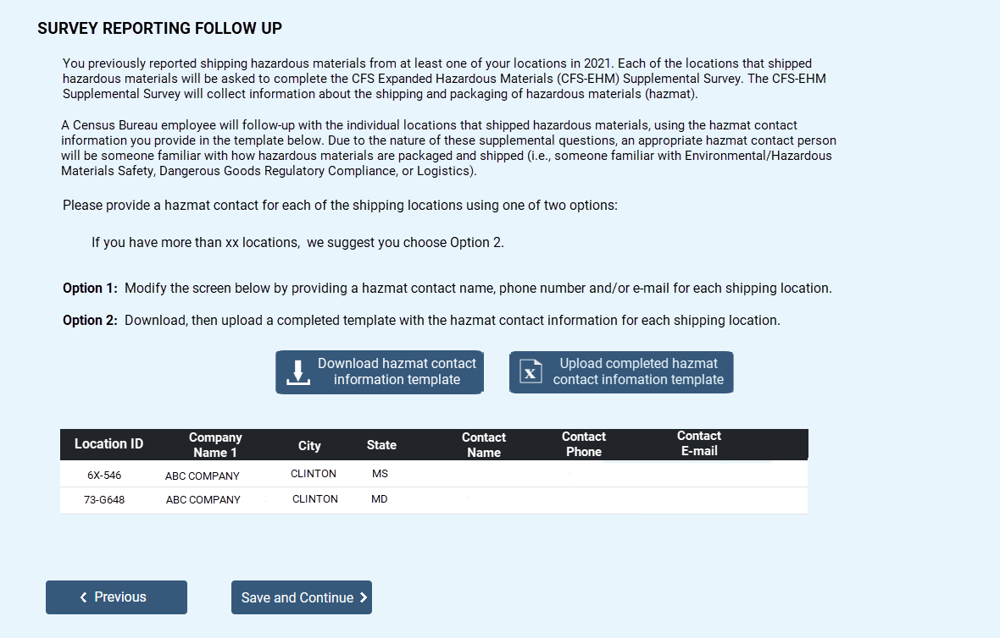 SURVEY REPORTING FOLLOW UP
You previously reported shipping hazardous materials from at least one of your locations in 2021. Each of the locations that shipped
hazardous materials will be asked to complete the CFS Expanded Hazardous Materials (CFS-EHM) Supplemental Survey. The CFS-EHM
Supplemental Survey will collect information about the shipping and packaging of hazardous materials (hazmat).
A Census Bureau employee will follow-up with the individual locations that shipped hazardous materials, using the hazmat contact
information you provide in the template below. Due to the nature of these supplemental questions, an appropriate hazmat contact person
will be someone familiar with how hazardous materials are packaged and shipped (i.e., someone familiar with Environmental/Hazardous
Materials Safety, Dangerous Goods Regulatory Compliance, or Logistics).
Please provide a hazmat contact for each of the shipping locations using one of two options:
If you have more than xx locations, we suggest you choose Option 2.
Option 1: Modify the screen below by providing a hazmat contact name, phone number and/or e-mail for each shipping location.
Option 2: Download, then upload a completed template with the hazmat contact information for each shipping location.
Download hazmat contact
information template
X
Upload completed hazmat
contact infomation template
Location ID Company Name 1 City State Contact Name Contact Phone Contact E-mail
6X-546 ABC COMPANY CLINTON MS
73-G648 ABC COMPANY CLINTON MD
Previous
Save and Continue